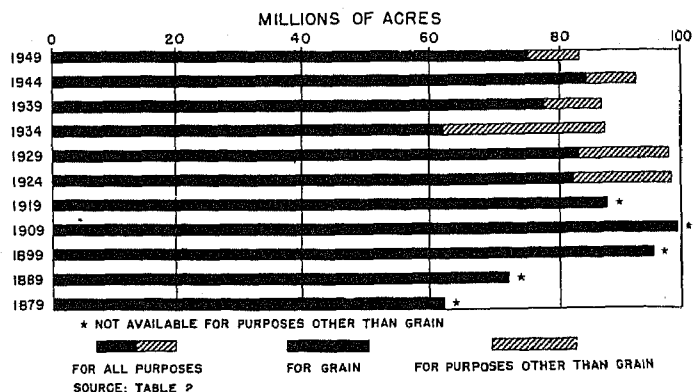 MILLIONS OF ACRES
0 20 40 60 80 100
1949
1944
1939
1934
1929
1924
1919 *
1909 *
1899 *
1889 *
1879 *
* NOT AVAILABLE FOR PURPOSES OTHER THAN GRAIN
FOR ALL PURPOSES FOR GRAIN FOR PURPOSES OTHER THAN GRAIN
SOURCE: TABLE 2